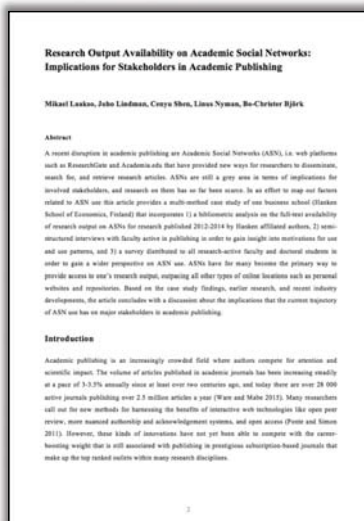 Research Output Availability on Academic Social Networks:
Implications for Stakeholders in Academic Publishing
Mikael Laakso, Juho Lindman, Cenyu Shen, Linus Nyman, Bo-Christer Björk
Abstract
A recent disruption in academic publishing are Academic Social Networks (ASN), i.e. web platforms
such as ResearchGate and Academia.edu that have provided new ways for researchers to disseminate,
search for, and retrieve research articles. ASNs are still a grey area in terms of implications for
involved stakeholders, and research on them has so far been scarce. In an effort to map out factors
related to ASN use this article provides a multi-method case study of one business school (Hanken
School of Economics, Finland) that incorporates 1) a bibliometric analysis on the full-text availability
of research output on ASNs for research published 2012-2014 by Hanken affiliated authors, 2) semi-
structured interviews with faculty active in publishing in order to gain insight into motivations for use
and use patterns, and 3) a survey distributed to all research-active faculty and doctoral students in
order to gain a wider perspective on ASN use. ASNs have for many become the primary way to
provide access to one's research output, outpacing all other types of online locations such as personal
websites and repositories. Based on the case study findings, earlier research, and recent industry
developments, the article concludes with a discussion about the implications that the current trajectory
of ASN use has on major stakeholders in academic publishing.
Introduction
Academic publishing is an increasingly crowded field where authors compete for attention and
scientific impact. The volume of articles published in academic journals has been increasing steadily
at a pace of 3-3.5% annually since at least over two centuries ago, and today there are over 28 000
active journals publishing over 2.5 million articles a year (Ware and Mabe 2015). Many researchers
call out for new methods for harnessing the benefits of interactive web technologies like open peer
review, more nuanced authorship and acknowledgement systems, and open access (Ponte and Simon
2011). However, these kinds of innovations have not yet been able to compete with the career-
boosting weight that is still associated with publishing in prestigious subscription-based journals that
make up the top ranked outlets within many research disciplines.
2